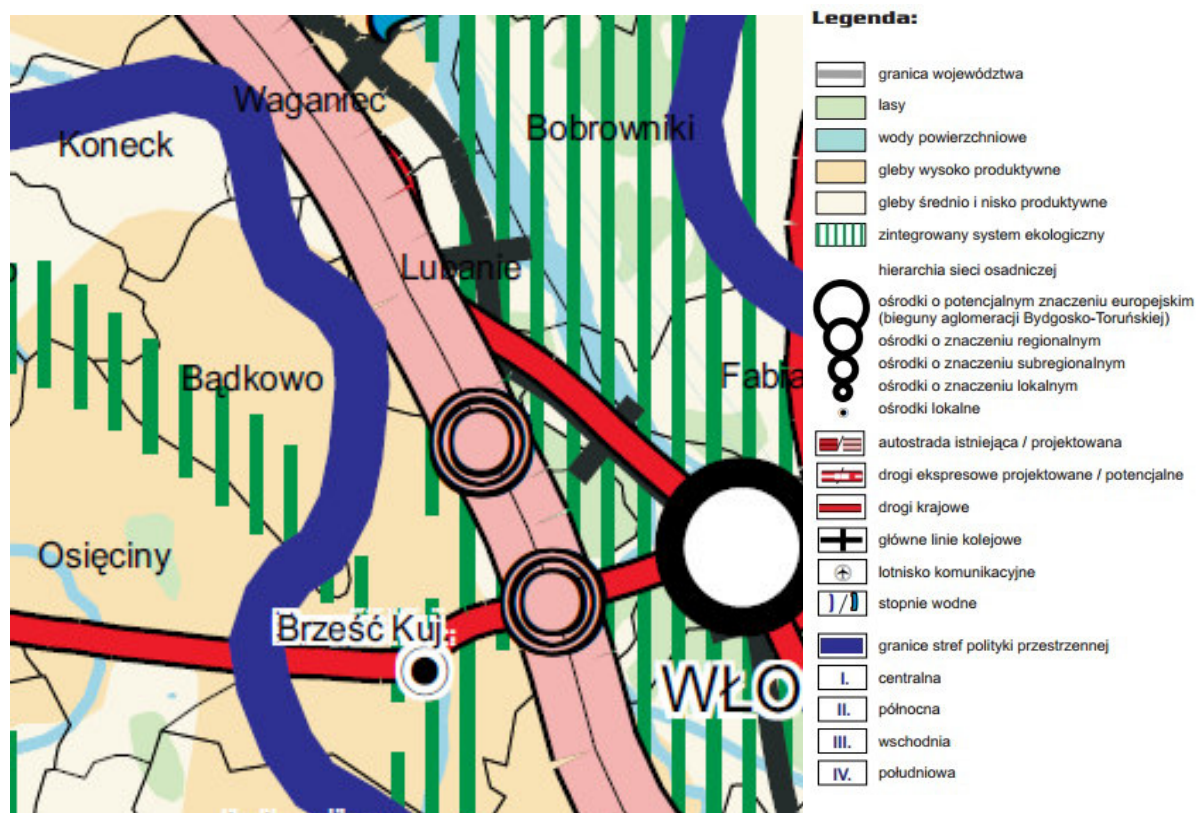 Waganiec
Koneck
Bobrowniki
Lubanie
Bądkowo
Fabia
Osięciny
Brześć Kuj.
WŁO
Legenda:
granica województwa
lasy
wody powierzchniowe
gleby wysoko produktywne
gleby średnio i nisko produktywne
zintegrowany system ekologiczny
hierarchia sieci osadniczej
ośrodki o potencjalnym znaczeniu europejskim
(bieguny aglomeracji Bydgosko-Toruńskiej)
ośrodki o znaczeniu regionalnym
ośrodki o znaczeniu subregionalnym
ośrodki o znaczeniu lokalnym
ośrodki lokalne
autostrada istniejąca / projektowana
drogi ekspresowe projektowane / potencjalne
drogi krajowe
główne linie kolejowe
lotnisko komunikacyjne
stopnie wodne
granice stref polityki przestrzennej
I. centralna
II. północna
III. wschodnia
IV. południowa